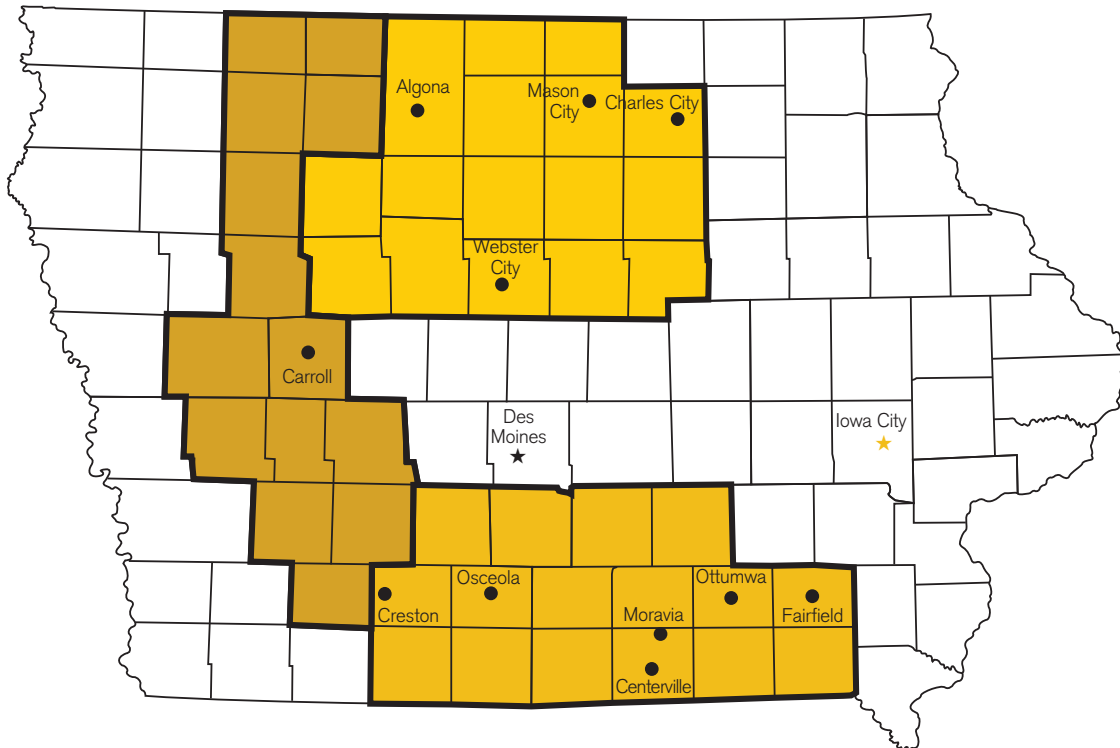 Algona
Mason
City
Charles City
Webster
City
Carroll
Des
Moines
Iowa City
Creston
Osceola
Moravia
Ottumwa
Fairfield
Centerville